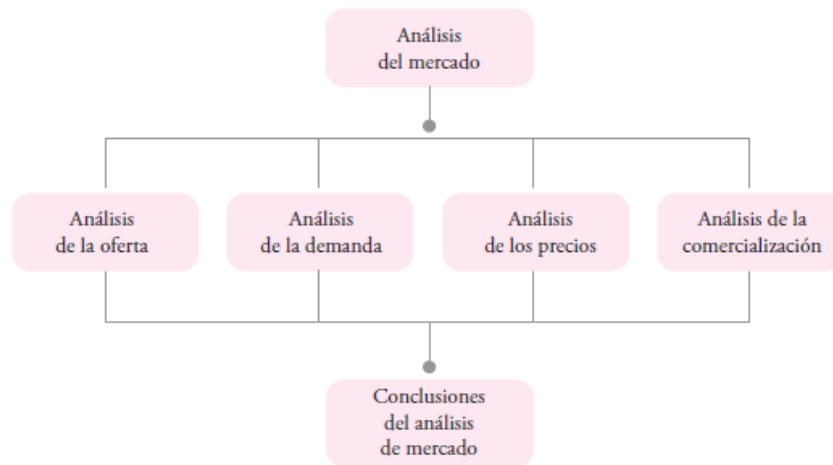 Análisis
del mercado
Análisis
de la oferta
Análisis
de la demanda
Análisis
de los precios
Análisis de la
comercialización
Conclusiones
del análisis
de mercado